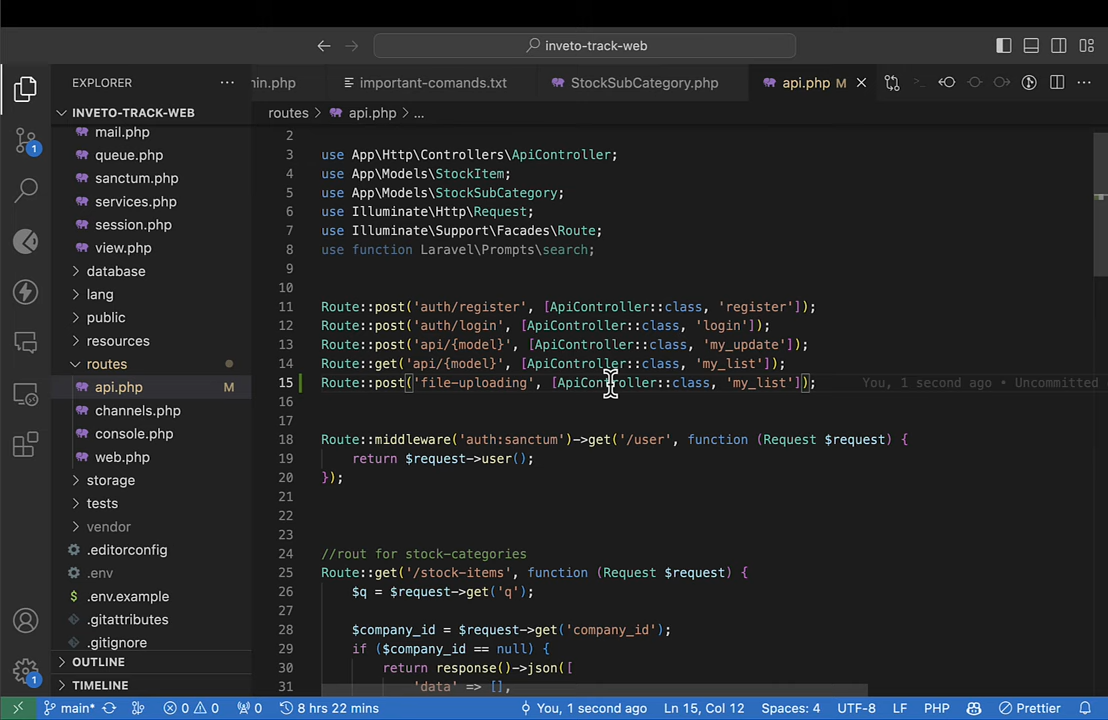 inveto-track-web
EXPLORER
INVETO-TRACK-WEB
mail.php
queue.php
sanctum.php
services.php
session.php
view.php
database
lang
public
resources
routes
api.php M
channels.php
console.php
web.php
storage
tests
vendor
.editorconfig
.env
.env.example
.gitattributes
.gitignore
OUTLINE
TIMELINE
1
1
min.php
important-comands.txt
StockSubCategory.php
api.php M
routes > api.php > ...
2
3 use App\Http\Controllers\ApiController;
4 use App\Models\StockItem;
5 use App\Models\StockSubCategory;
6 use Illuminate\Http\Request;
7 use Illuminate\Support\Facades\Route;
8 use function Laravel\Prompts\search;
9
10
11 Route::post('auth/register', [ApiController::class, 'register']);
12 Route::post('auth/login', [ApiController::class, 'login']);
13 Route::post('api/{model}', [ApiController::class, 'my_update']);
14 Route::get('api/{model}', [ApiController::class, 'my_list']);
15 Route::post('file-uploading', [ApiController::class, 'my_list']); You, 1 second ago • Uncommitted
16
17
18 Route::middleware('auth:sanctum')->get('/user', function (Request $request) {
19 return $request->user();
20 });
21
22
23
24 //rout for stock-categories
25 Route::get('/stock-items', function (Request $request) {
26 $q = $request->get('q');
27
28 $company_id = $request->get('company_id');
29 if ($company_id == null) {
30 return response()->json([
31 'data' => [],
main* 0 0 0 8 hrs 22 mins You, 1 second ago Ln 15, Col 12 Spaces: 4 UTF-8 LF PHP Prettier